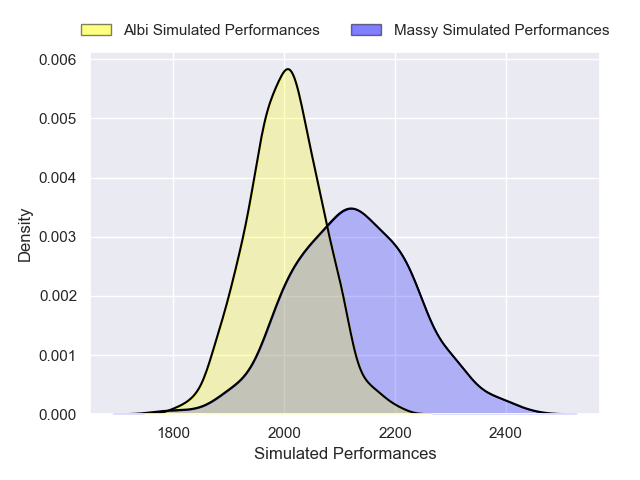 Albi Simulated Performances Massy Simulated Performances
0.006
0.005
0.004
0.003
0.002
0.001
0.000
Density
1800 2000 2200 2400
Simulated Performances